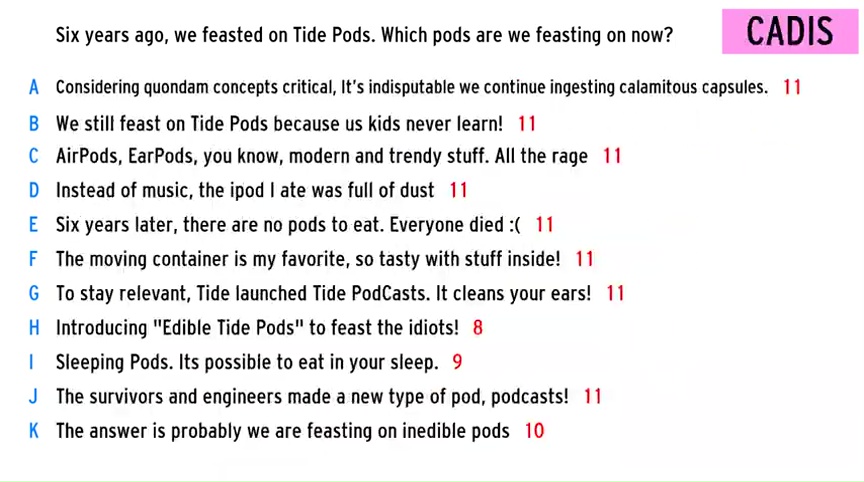 Six years ago, we feasted on Tide Pods. Which pods are we feasting on now?
CADIS
A Considering quondam concepts critical, It's indisputable we continue ingesting calamitous capsules. 11
B We still feast on Tide Pods because us kids never learn! 11
C AirPods, EarPods, you know, modern and trendy stuff. All the rage 11
D Instead of music, the ipod I ate was full of dust 11
E Six years later, there are no pods to eat. Everyone died :( 11
F The moving container is my favorite, so tasty with stuff inside! 11
G To stay relevant, Tide launched Tide PodCasts. It cleans your ears! 11
H Introducing "Edible Tide Pods" to feast the idiots! 8
I Sleeping Pods. Its possible to eat in your sleep. 9
J The survivors and engineers made a new type of pod, podcasts! 11
K The answer is probably we are feasting on inedible pods 10